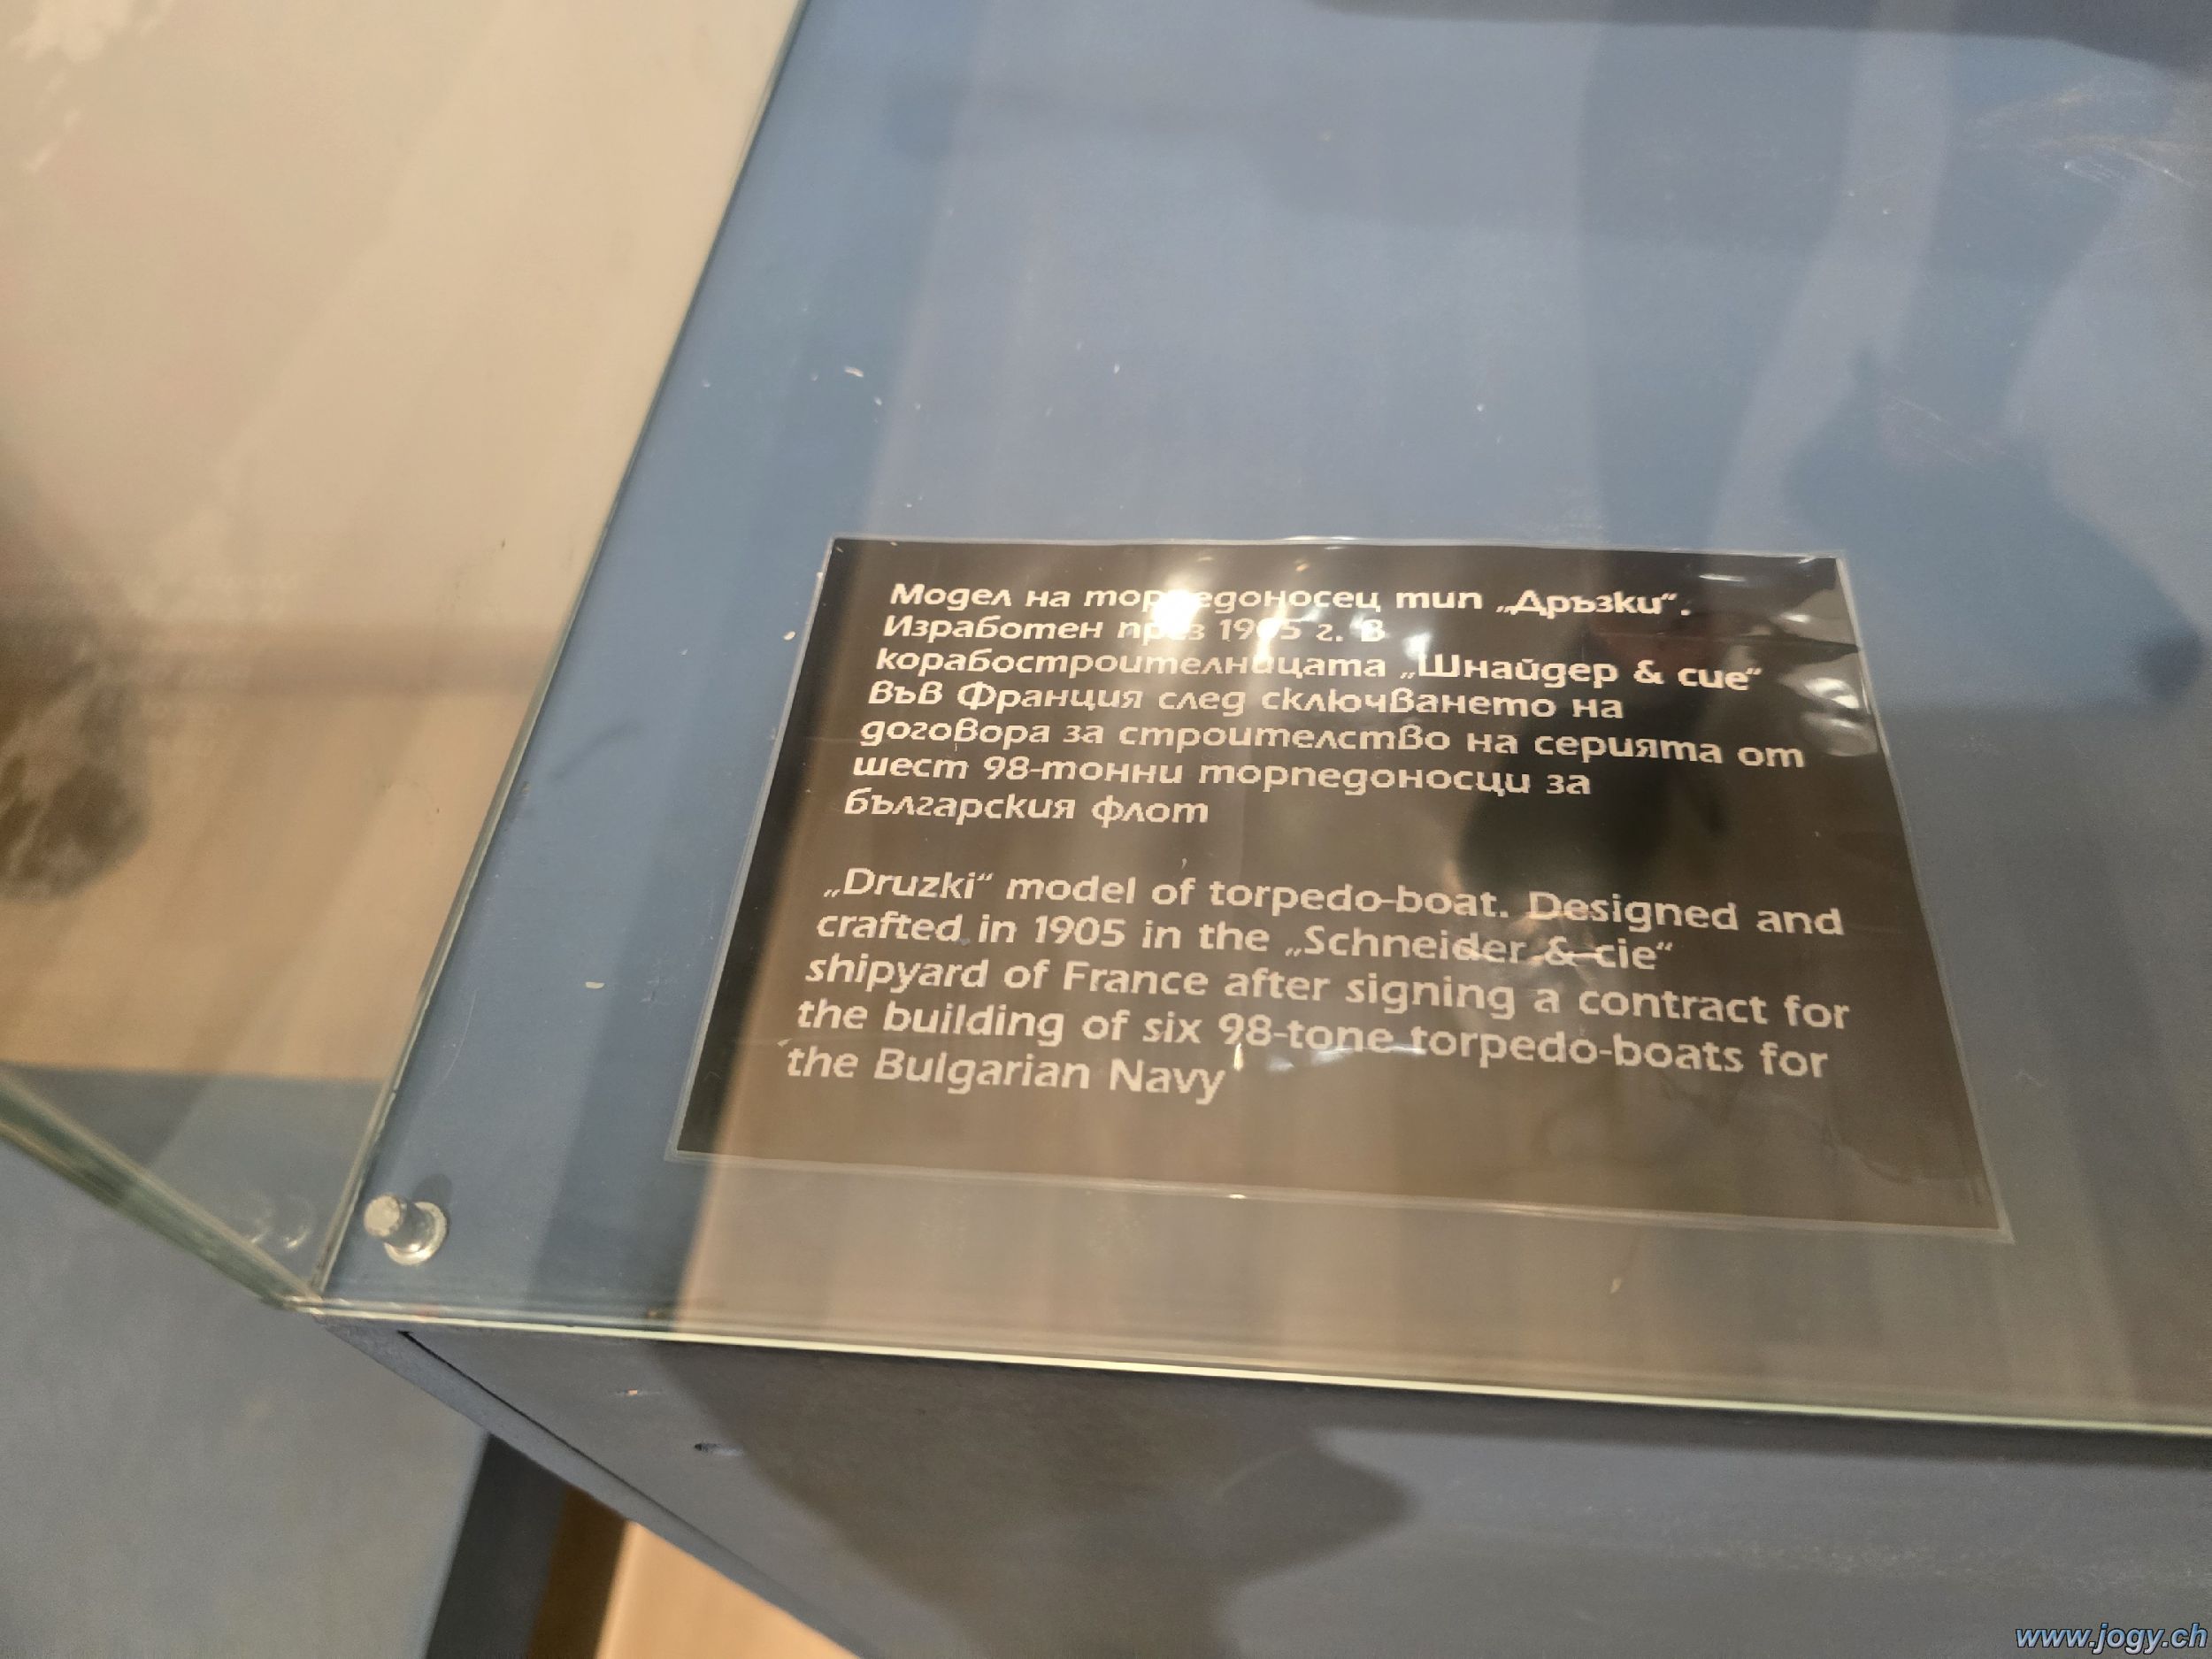 Модел на торпедоносец тип „Дръзки“.
Изработен през 1905 г. в
корабостроителницата „Шнайдер & сие“
във Франция след сключването на
договора за строителство на серията от
шест 98-тонни торпедоносци за
българския флот
„Druzki“ model of torpedo-boat. Designed and
crafted in 1905 in the „Schneider & cie“
shipyard of France after signing a contract for
the building of six 98-tone torpedo-boats for
the Bulgarian Navy
www.jogy.ch